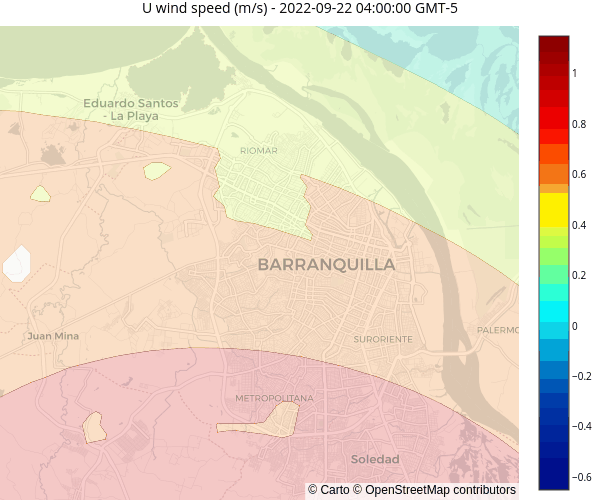 U wind speed (m/s) - 2022-09-22 04:00:00 GMT-5
1
Eduardo Santos
- La Playa
0.8
RIOMAR
0.6
0.4
BARRANQUILLA
0.2
0
PALERMO
Juan Mina
SURORIENTE
−0.2
METROPOLITANA
−0.4
Soledad
−0.6
© Carto © OpenStreetMap contributors